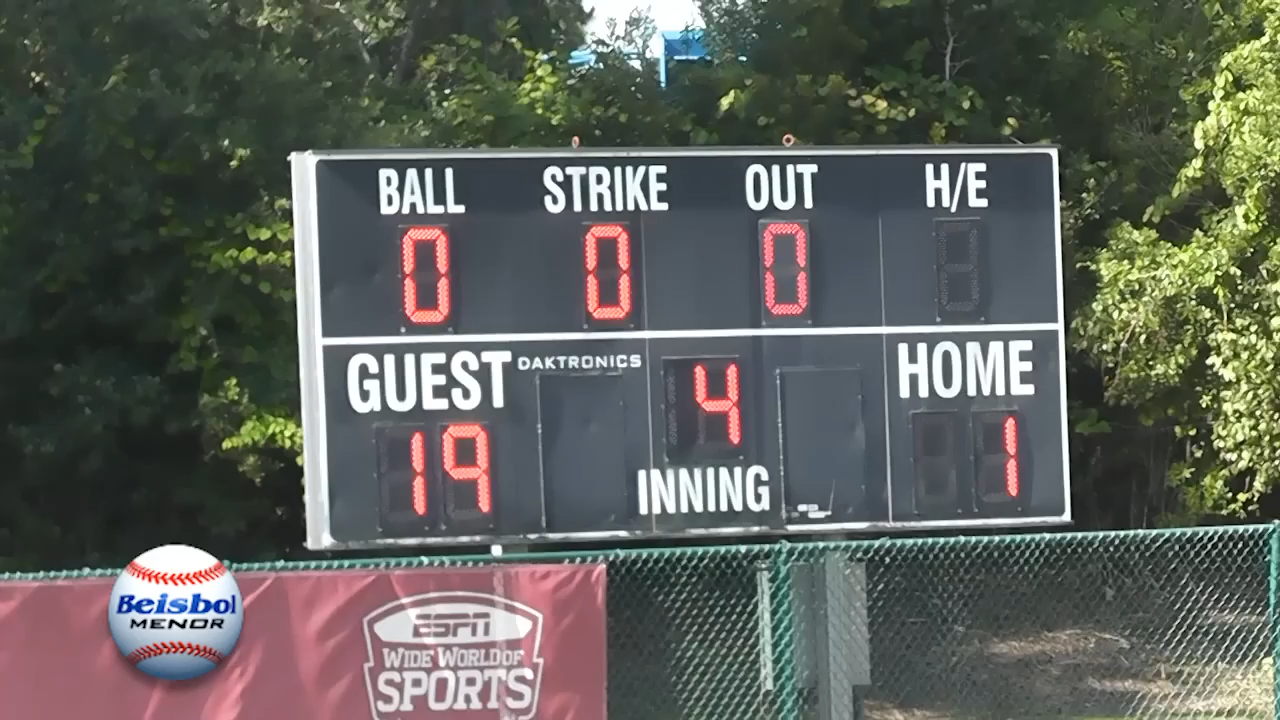 BALL STRIKE OUT H/E
0 0 0
GUEST DAKTRONICS HOME
19 4 1
INNING
Beisbol
MENOR
ESPN
WIDE WORLD OF
SPORTS